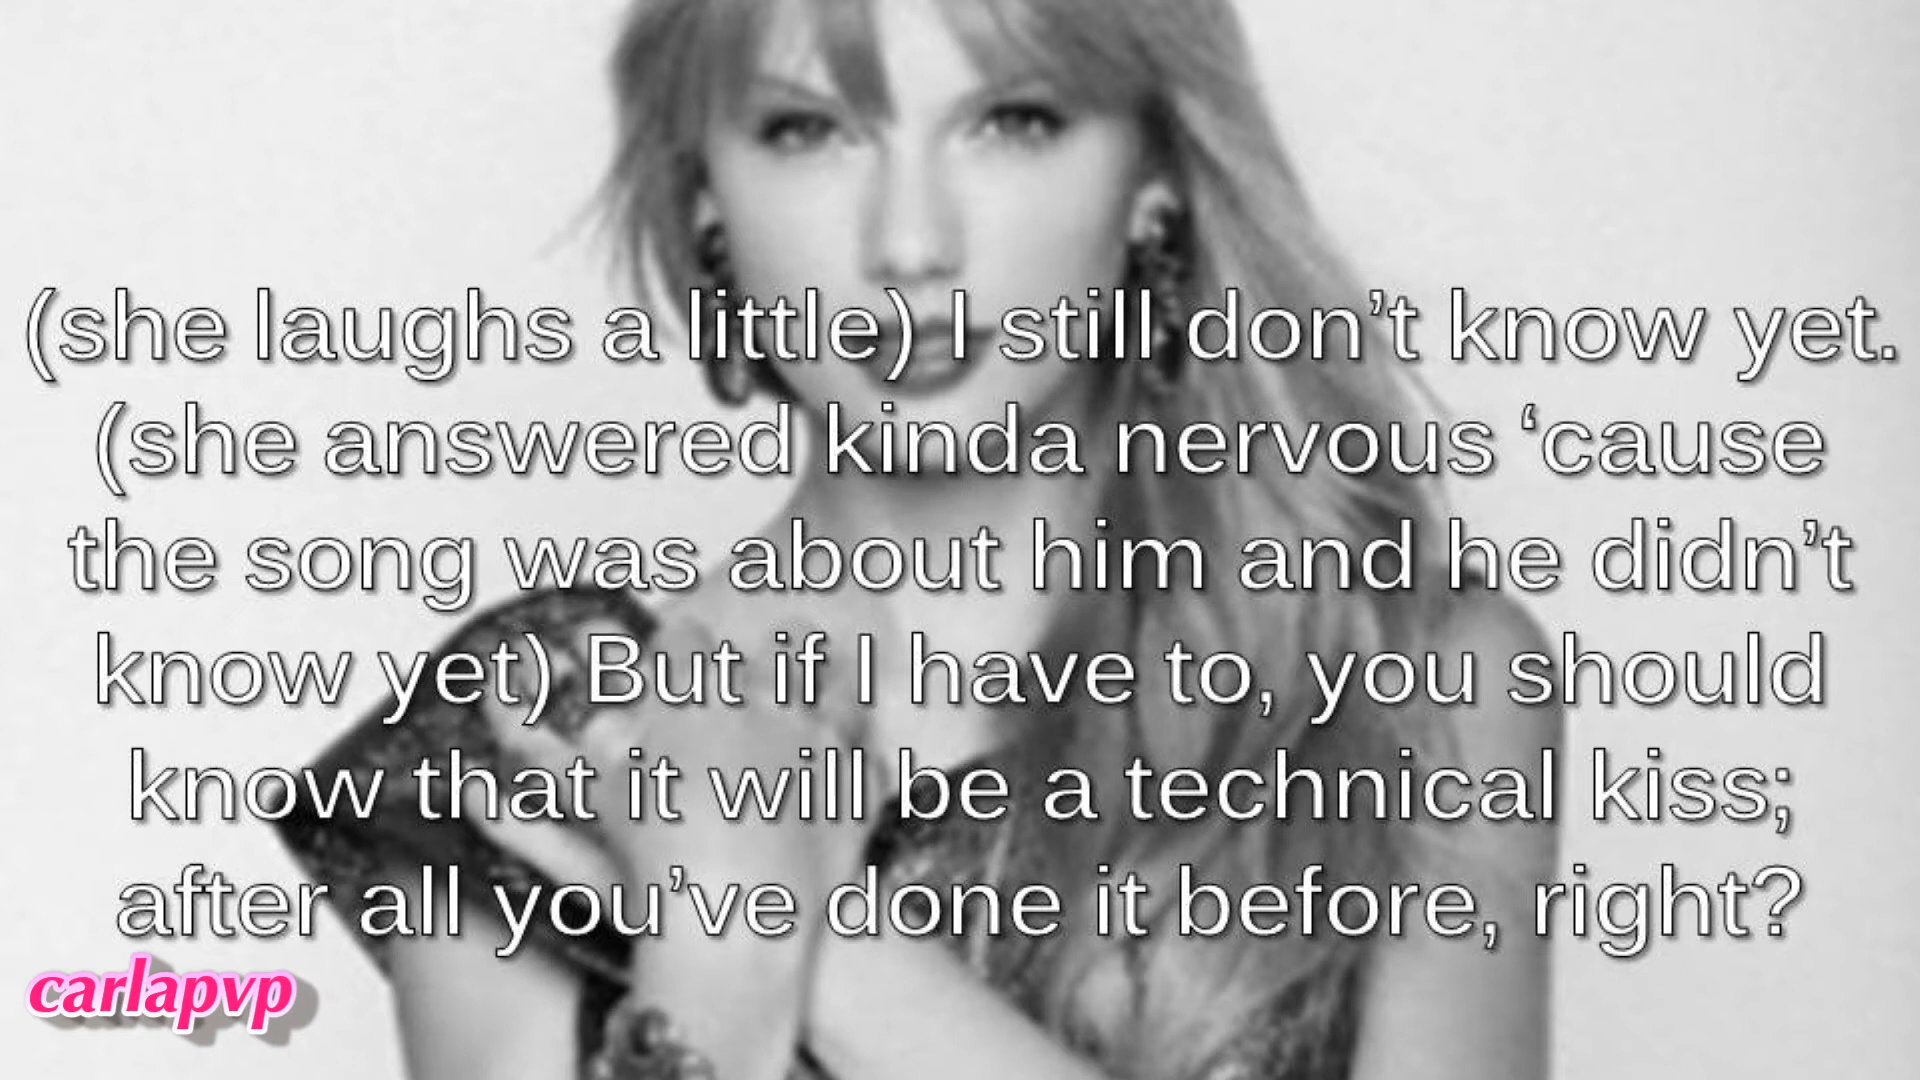 (she laughs a little) I still don’t know yet.
(she answered kinda nervous ‘cause
the song was about him and he didn’t
know yet) But if I have to, you should
know that it will be a technical kiss;
after all you’ve done it before, right?
carlapvp